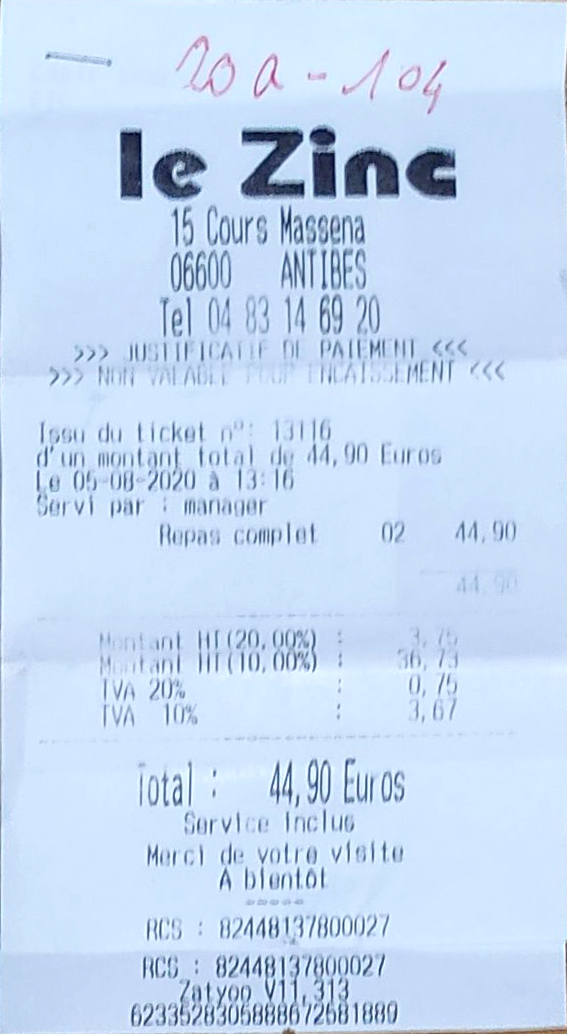 20a-104
le Zinc
15 Cours Massena
06600 ANTIBES
Tel 04 83 14 69 20
>>> JUSTIFICATIF DE PAIEMENT <<<
>>> NON VALABLE POUR ENCAISSEMENT <<<
Issu du ticket n°: 13116
d'un montant total de 44,90 Euros
Le 05-08-2020 à 13:16
Servi par : manager
Repas complet 02 44,90
44,90
Montant HT(20,00%) : 3,75
Montant HT(10,00%) : 36,73
TVA 20% : 0,75
TVA 10% : 3,67
Total : 44,90 Euros
Service inclus
Merci de votre visite
A bientôt
-----
RCS : 82448137800027
RCS : 82448137800027
Zatyoo V11,313
6233528305888672681889